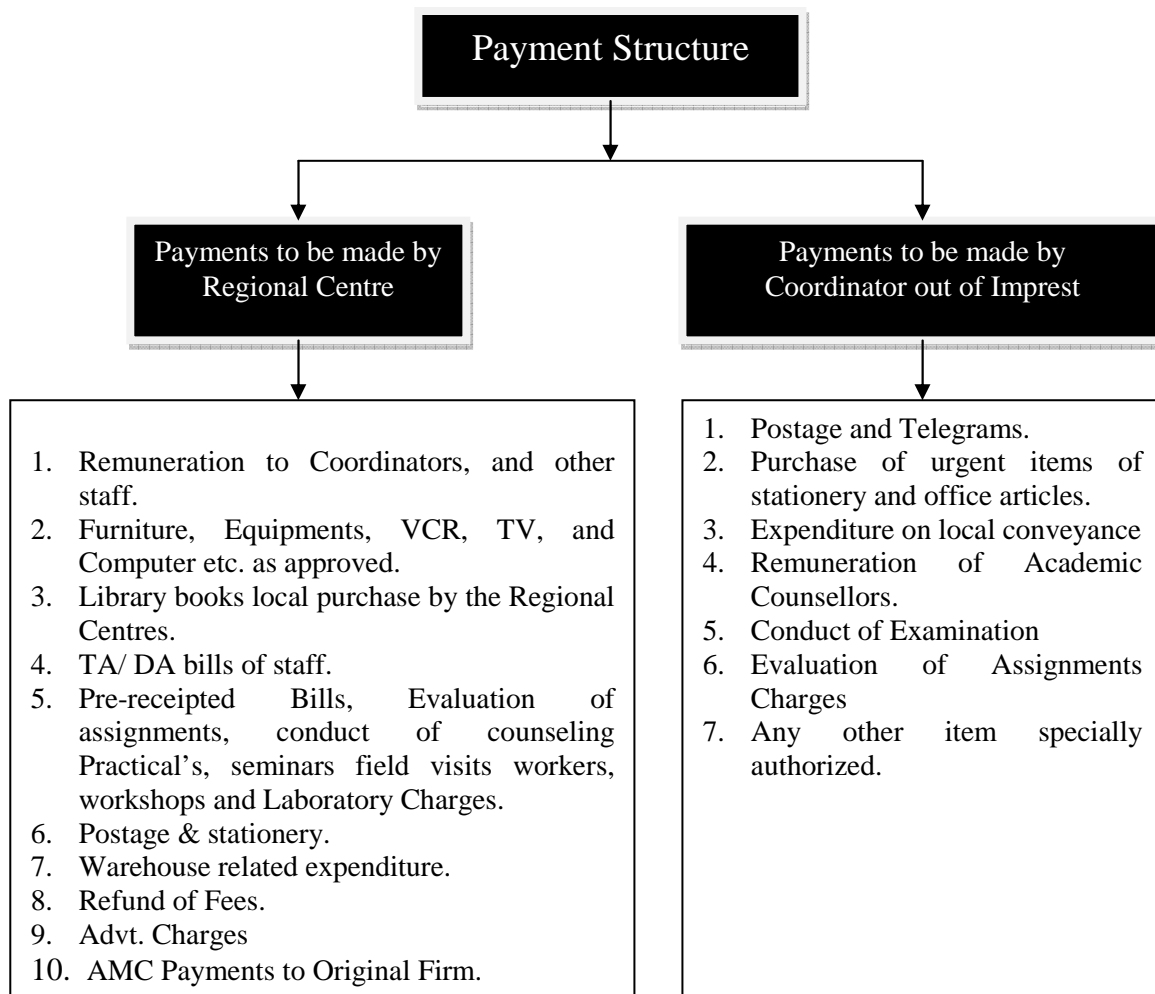 Payment Structure
Payments to be made by
Regional Centre
Payments to be made by
Coordinator out of Imprest
1. Remuneration to Coordinators, and other
staff.
2. Furniture, Equipments, VCR, TV, and
Computer etc. as approved.
3. Library books local purchase by the Regional
Centres.
4. TA/ DA bills of staff.
5. Pre-receipted Bills, Evaluation of
assignments, conduct of counseling
Practical's, seminars field visits workers,
workshops and Laboratory Charges.
6. Postage & stationery.
7. Warehouse related expenditure.
8. Refund of Fees.
9. Advt. Charges
10. AMC Payments to Original Firm.
1. Postage and Telegrams.
2. Purchase of urgent items of
stationery and office articles.
3. Expenditure on local conveyance
4. Remuneration of Academic
Counsellors.
5. Conduct of Examination
6. Evaluation of Assignments
Charges
7. Any other item specially
authorized.